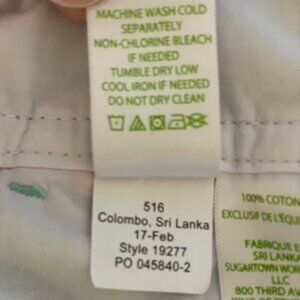 MACHINE WASH COLD
SEPARATELY
NON-CHLORINE BLEACH
IF NEEDED
TUMBLE DRY LOW
COOL IRON IF NEEDED
DO NOT DRY CLEAN
516
Colombo, Sri Lanka
17-Feb
Style 19277
PO 045840-2
100% COTON
EXCLUSIF DE L'ÉQU
FABRIQUÉ E
SRI LANKA
SUGARTOWN WOR
LLC
800 THIRD AV